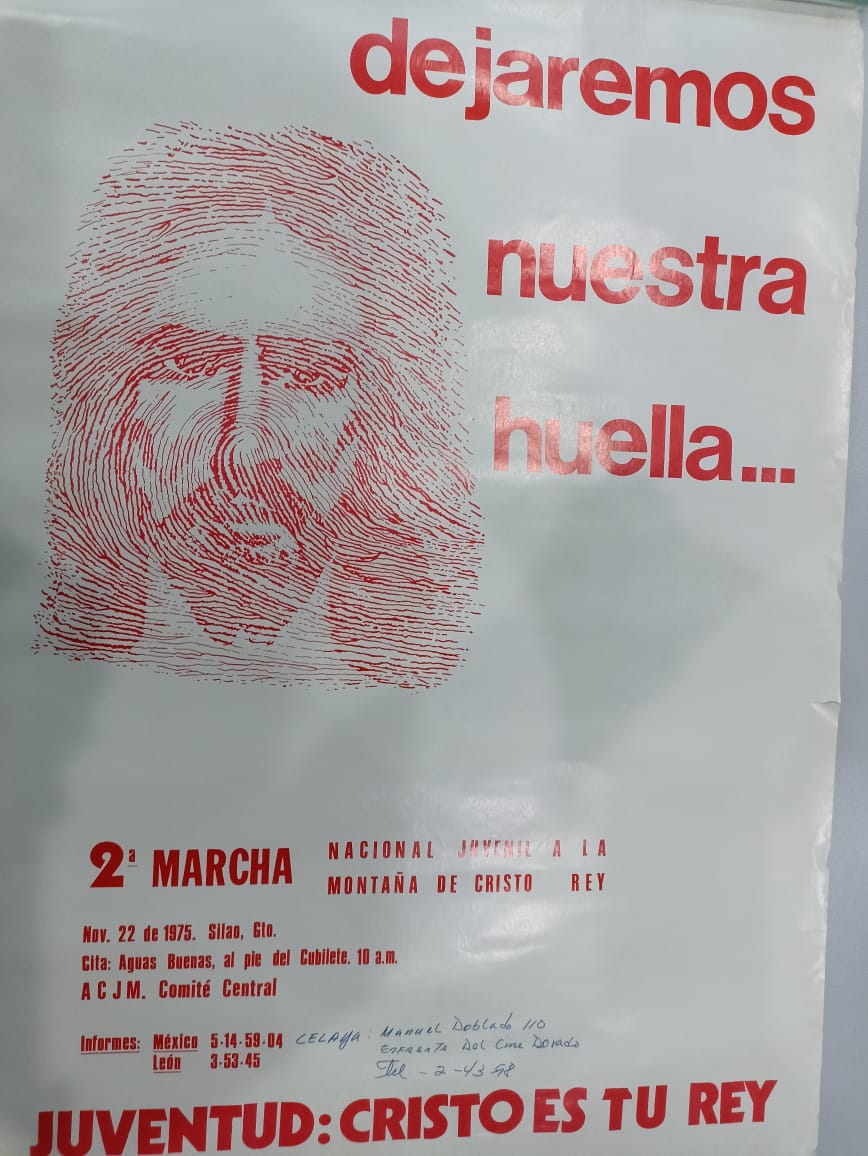 dejaremos
nuestra
huella...
2ª MARCHA NACIONAL JUVENIL A LA
MONTAÑA DE CRISTO REY
Nov. 22 de 1975. Silao, Gto.
Cita: Aguas Buenas, al pie del Cubilete. 10 a.m.
ACJM. Comité Central
Informes: México 5-14-59-04
León 3-53-45
CELAYA: Manuel Doblado 110
Enfrente Del Cine Dorado
Tel - 2-43-98
JUVENTUD: CRISTO ES TU REY